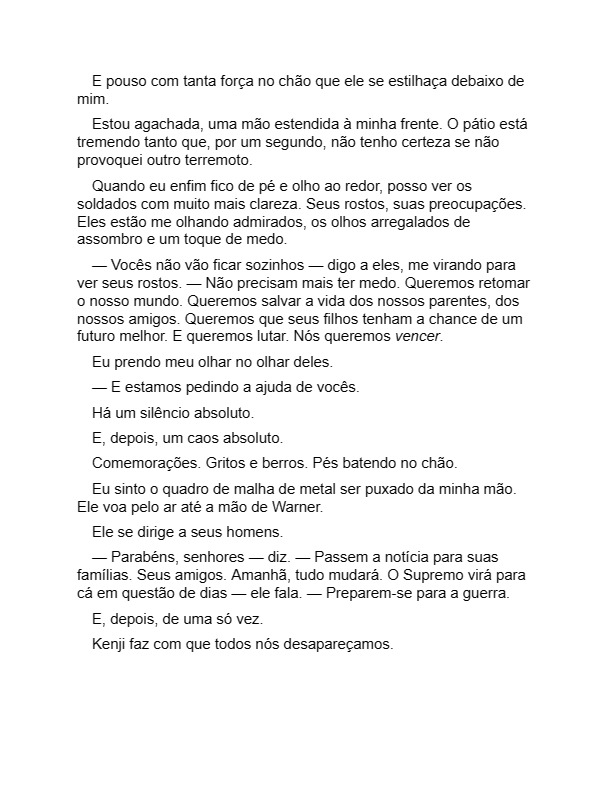 E pouso com tanta força no chão que ele se estilhaça debaixo de
mim.
Estou agachada, uma mão estendida à minha frente. O pátio está
tremendo tanto que, por um segundo, não tenho certeza se não
provoquei outro terremoto.
Quando eu enfim fico de pé e olho ao redor, posso ver os
soldados com muito mais clareza. Seus rostos, suas preocupações.
Eles estão me olhando admirados, os olhos arregalados de
assombro e um toque de medo.
— Vocês não vão ficar sozinhos — digo a eles, me virando para
ver seus rostos. — Não precisam mais ter medo. Queremos retomar
o nosso mundo. Queremos salvar a vida dos nossos parentes, dos
nossos amigos. Queremos que seus filhos tenham a chance de um
futuro melhor. E queremos lutar. Nós queremos vencer.
Eu prendo meu olhar no olhar deles.
— E estamos pedindo a ajuda de vocês.
Há um silêncio absoluto.
E, depois, um caos absoluto.
Comemorações. Gritos e berros. Pés batendo no chão.
Eu sinto o quadro de malha de metal ser puxado da minha mão.
Ele voa pelo ar até a mão de Warner.
Ele se dirige a seus homens.
— Parabéns, senhores — diz. — Passem a notícia para suas
famílias. Seus amigos. Amanhã, tudo mudará. O Supremo virá para
cá em questão de dias — ele fala. — Preparem-se para a guerra.
E, depois, de uma só vez.
Kenji faz com que todos nós desapareçamos.